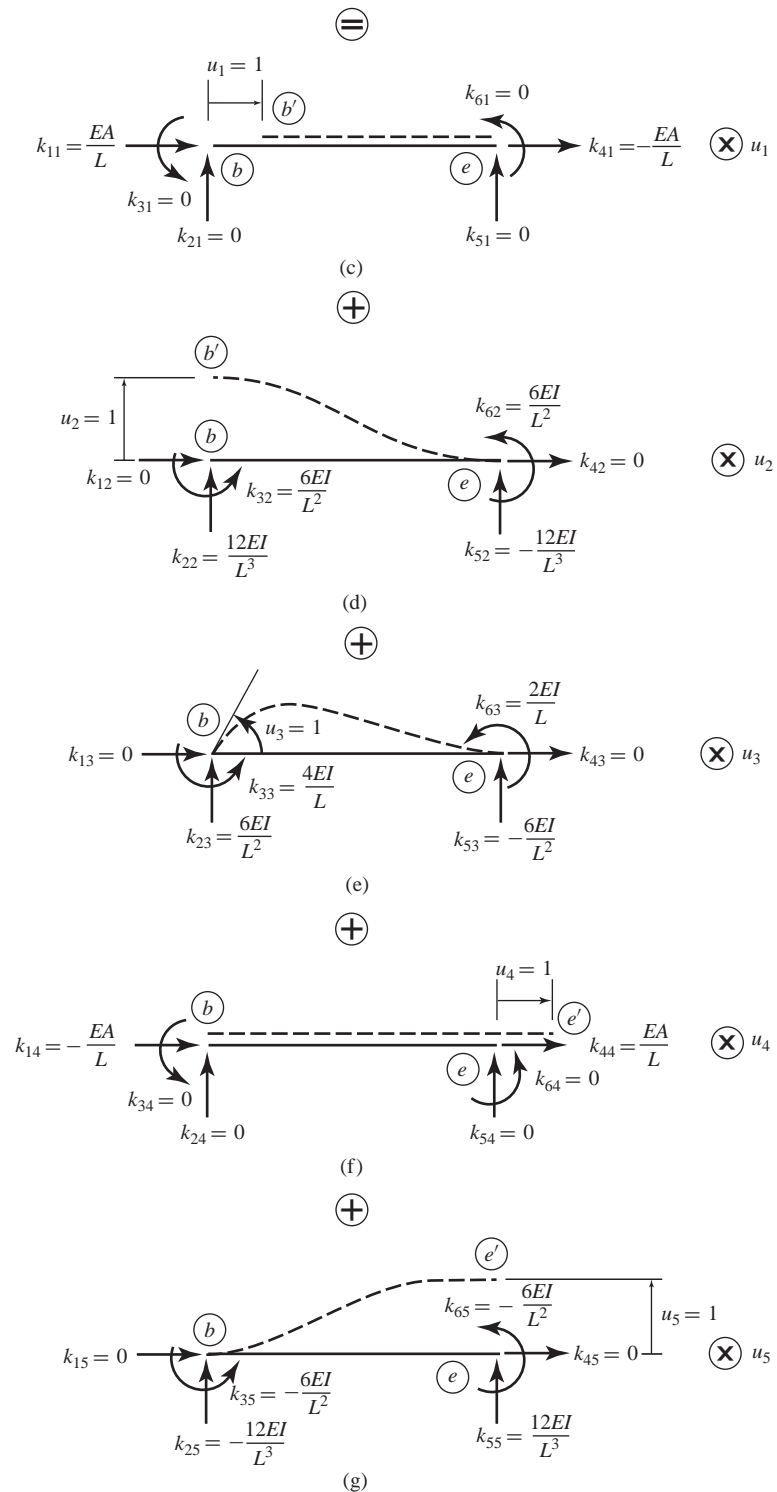 =
u₁ = 1
b′
k₆₁ = 0
k₁₁ = EA/L
k₄₁ = −EA/L
× u₁
b
e
k₃₁ = 0
k₂₁ = 0
k₅₁ = 0
(c)
+
b′
k₆₂ = 6EI/L²
u₂ = 1
b
k₁₂ = 0
k₃₂ = 6EI/L²
e
k₄₂ = 0
× u₂
k₂₂ = 12EI/L³
k₅₂ = −12EI/L³
(d)
+
b
u₃ = 1
k₆₃ = 2EI/L
k₁₃ = 0
k₃₃ = 4EI/L
e
k₄₃ = 0
× u₃
k₂₃ = 6EI/L²
k₅₃ = −6EI/L²
(e)
+
u₄ = 1
b
e′
k₁₄ = −EA/L
e
k₄₄ = EA/L
× u₄
k₃₄ = 0
k₆₄ = 0
k₂₄ = 0
k₅₄ = 0
(f)
+
e′
k₆₅ = −6EI/L²
u₅ = 1
b
k₁₅ = 0
k₃₅ = −6EI/L²
e
k₄₅ = 0
× u₅
k₂₅ = −12EI/L³
k₅₅ = 12EI/L³
(g)